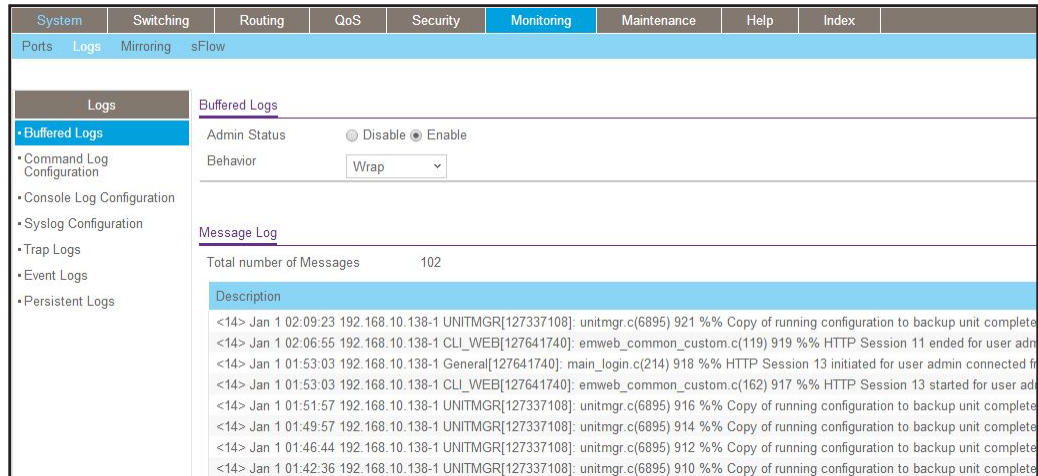 System Switching Routing QoS Security Monitoring Maintenance Help Index
Ports Logs Mirroring sFlow
Logs
• Buffered Logs
• Command Log
Configuration
• Console Log Configuration
• Syslog Configuration
• Trap Logs
• Event Logs
• Persistent Logs
Buffered Logs
Admin Status Disable Enable
Behavior Wrap
Message Log
Total number of Messages 102
Description
<14> Jan 1 02:09:23 192.168.10.138-1 UNITMGR[127337108]: unitmgr.c(6895) 921 %% Copy of running configuration to backup unit complete
<14> Jan 1 02:06:55 192.168.10.138-1 CLI_WEB[127641740]: emweb_common_custom.c(119) 919 %% HTTP Session 11 ended for user adm
<14> Jan 1 01:53:03 192.168.10.138-1 General[127641740]: main_login.c(214) 918 %% HTTP Session 13 initiated for user admin connected fr
<14> Jan 1 01:53:03 192.168.10.138-1 CLI_WEB[127641740]: emweb_common_custom.c(162) 917 %% HTTP Session 13 started for user ad
<14> Jan 1 01:51:57 192.168.10.138-1 UNITMGR[127337108]: unitmgr.c(6895) 916 %% Copy of running configuration to backup unit complete
<14> Jan 1 01:49:57 192.168.10.138-1 UNITMGR[127337108]: unitmgr.c(6895) 914 %% Copy of running configuration to backup unit complete
<14> Jan 1 01:46:44 192.168.10.138-1 UNITMGR[127337108]: unitmgr.c(6895) 912 %% Copy of running configuration to backup unit complete
<14> Jan 1 01:42:36 192.168.10.138-1 UNITMGR[127337108]: unitmgr.c(6895) 910 %% Copy of running configuration to backup unit complete